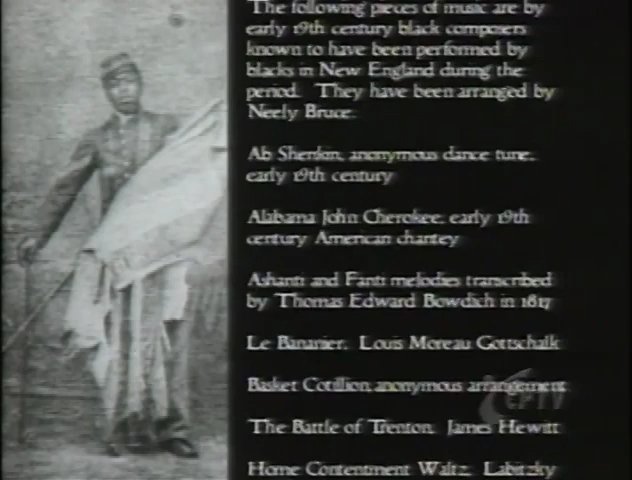 The following pieces of music are by
early 19th century black composers
known to have been performed by
blacks in New England during the
period. They have been arranged by
Neely Bruce.
Ab Shenkin, anonymous dance tune,
early 19th century
Alabama John Cherokee, early 19th
century American chantey
Ashanti and Fanti melodies transcribed
by Thomas Edward Bowdich in 1817
Le Bananier, Louis Moreau Gottschalk
Basket Cotillion, anonymous arrangement
CPTV
The Battle of Trenton, James Hewitt
Home Contentment Waltz, Labitzky